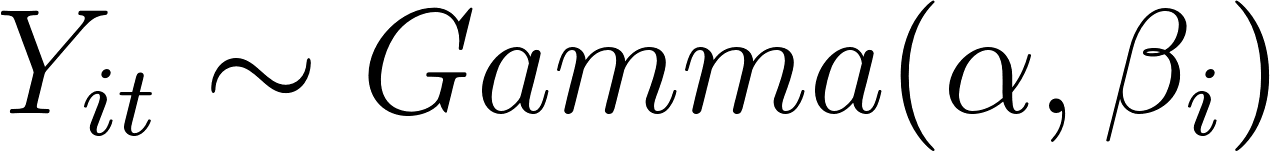 Y_{it} ∼ Gamma(α, β_i)